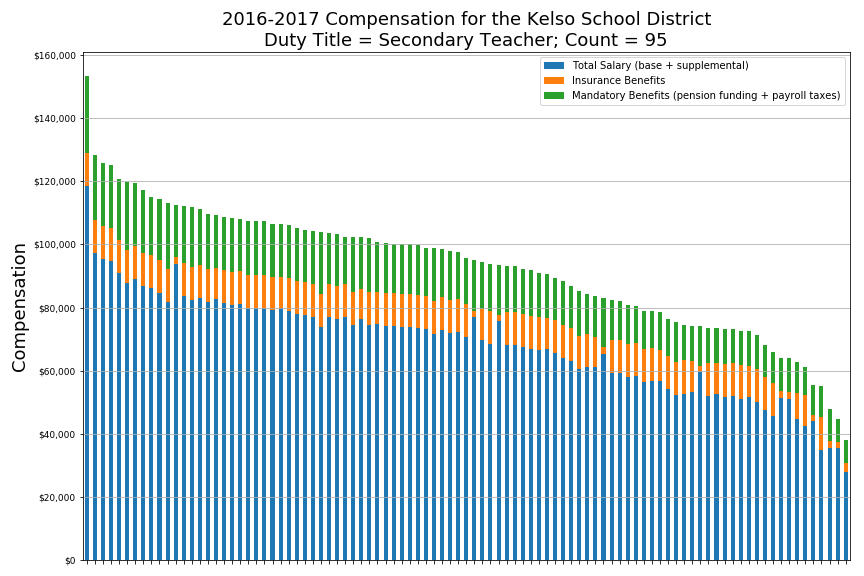 2016-2017 Compensation for the Kelso School District
Duty Title = Secondary Teacher; Count = 95
Total Salary (base + supplemental)
Insurance Benefits
Mandatory Benefits (pension funding + payroll taxes)
Compensation
$160,000
$140,000
$120,000
$100,000
$80,000
$60,000
$40,000
$20,000
$0